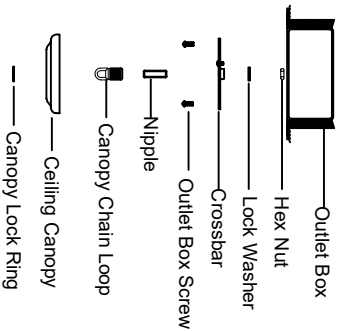 Outlet Box
Hex Nut
Lock Washer
Crossbar
Outlet Box Screw
Nipple
Canopy Chain Loop
Ceiling Canopy
Canopy Lock Ring